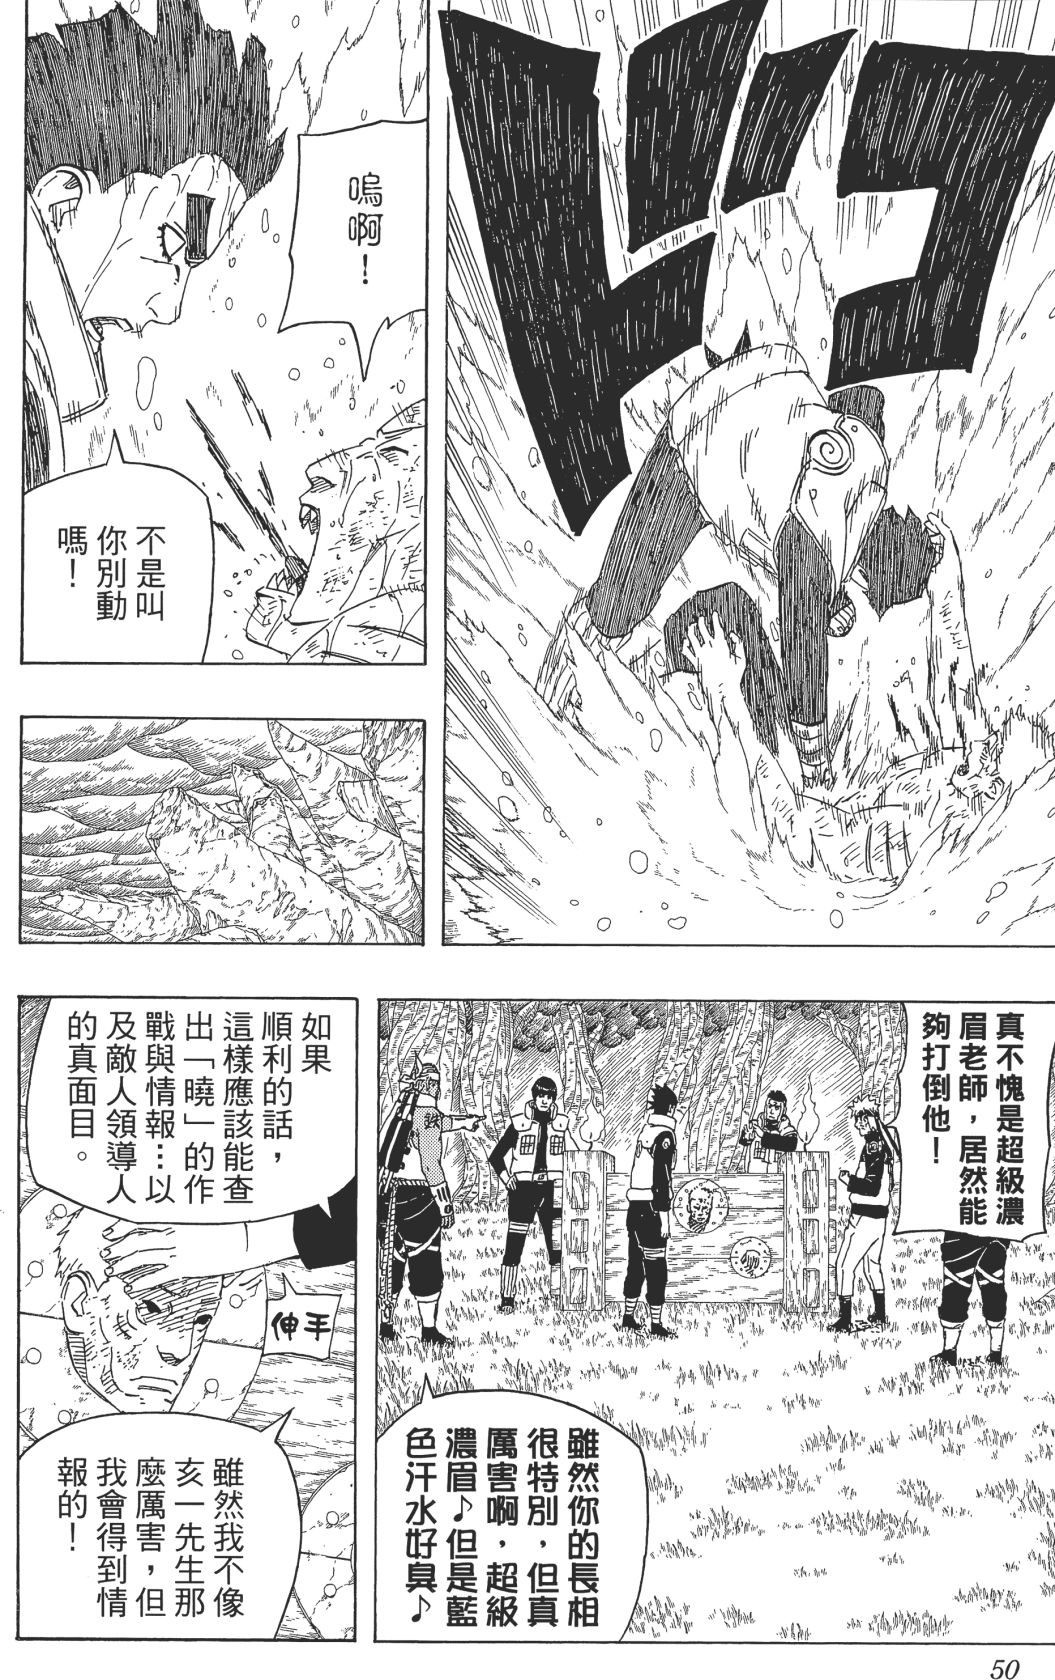 嗚
啊
！
不是叫
你別動
嗎！
真不愧是超級濃
眉老師，居然能
夠打倒他！
雖然你的長相
很特別，但真
厲害啊，超級
濃眉♪但是藍
色汗水好臭♪
如果
順利的話，
這樣應該能查
出「曉」的作
戰與情報…以
及敵人領導人
的真面目。
伸手
雖然我不像
亥一先生那
麼厲害，但
我會得到情
報的！
50